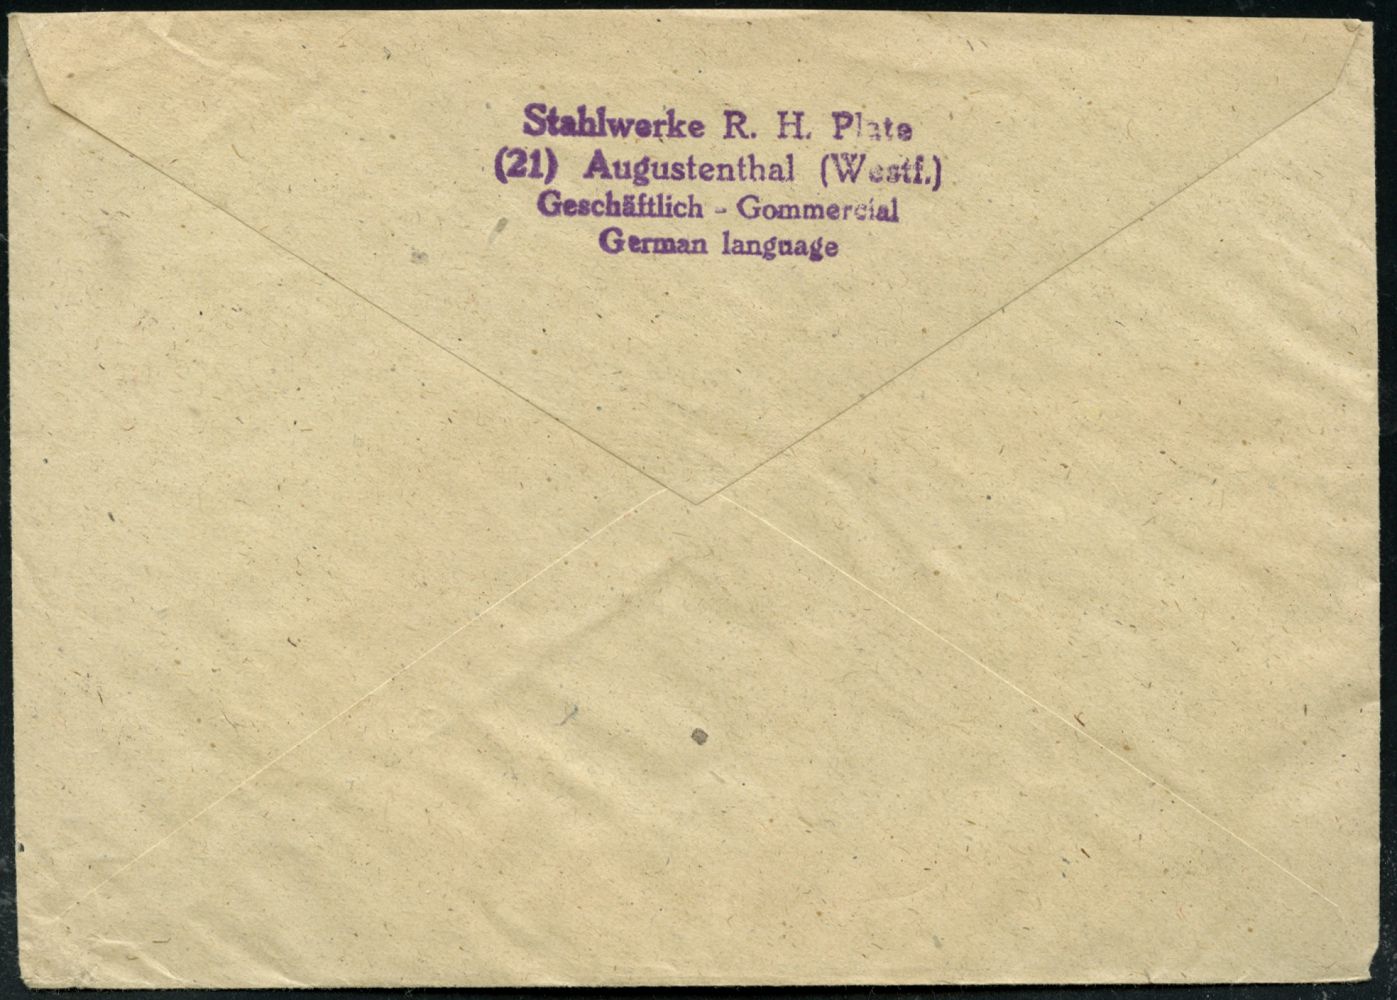 Stahlwerke R. H. Plate
(21) Augustenthal (Westf.)
Geschäftlich - Gommercial
German language